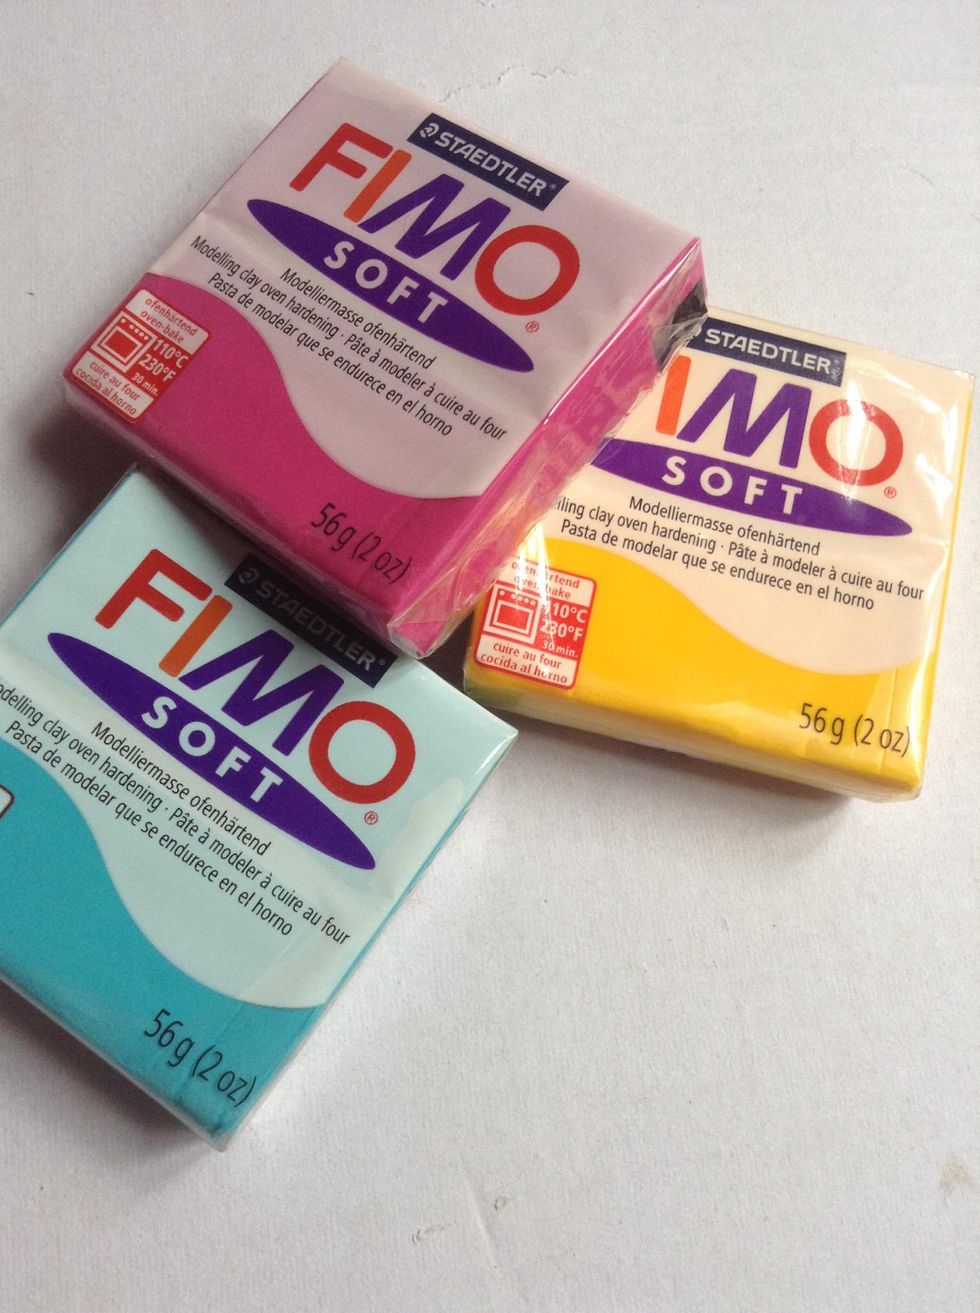 STAEDTLER®
FIMO®
SOFT
Modelliermasse ofenhärtend
Modelling clay oven hardening · Pâte à modeler à cuire au four
Pasta de modelar que se endurece en el horno
ofenhärtend
oven-bake
110°C
230°F
30 min.
cuire au four
cocida al horno
56g (2 oz)
STAEDTLER
IMO®
SOFT
Modelliermasse ofenhärtend
clay oven hardening · Pâte à modeler à cuire au four
Pasta de modelar que se endurece en el horno
110°C
230°F
30 min.
cuire au four
cocida al horno
56g (2 oz)
STAEDTLER®
FIMO®
SOFT
Modelliermasse ofenhärtend
odelling clay oven hardening · Pâte à modeler à cuire au four
Pasta de modelar que se endurece en el horno
56g (2 oz)